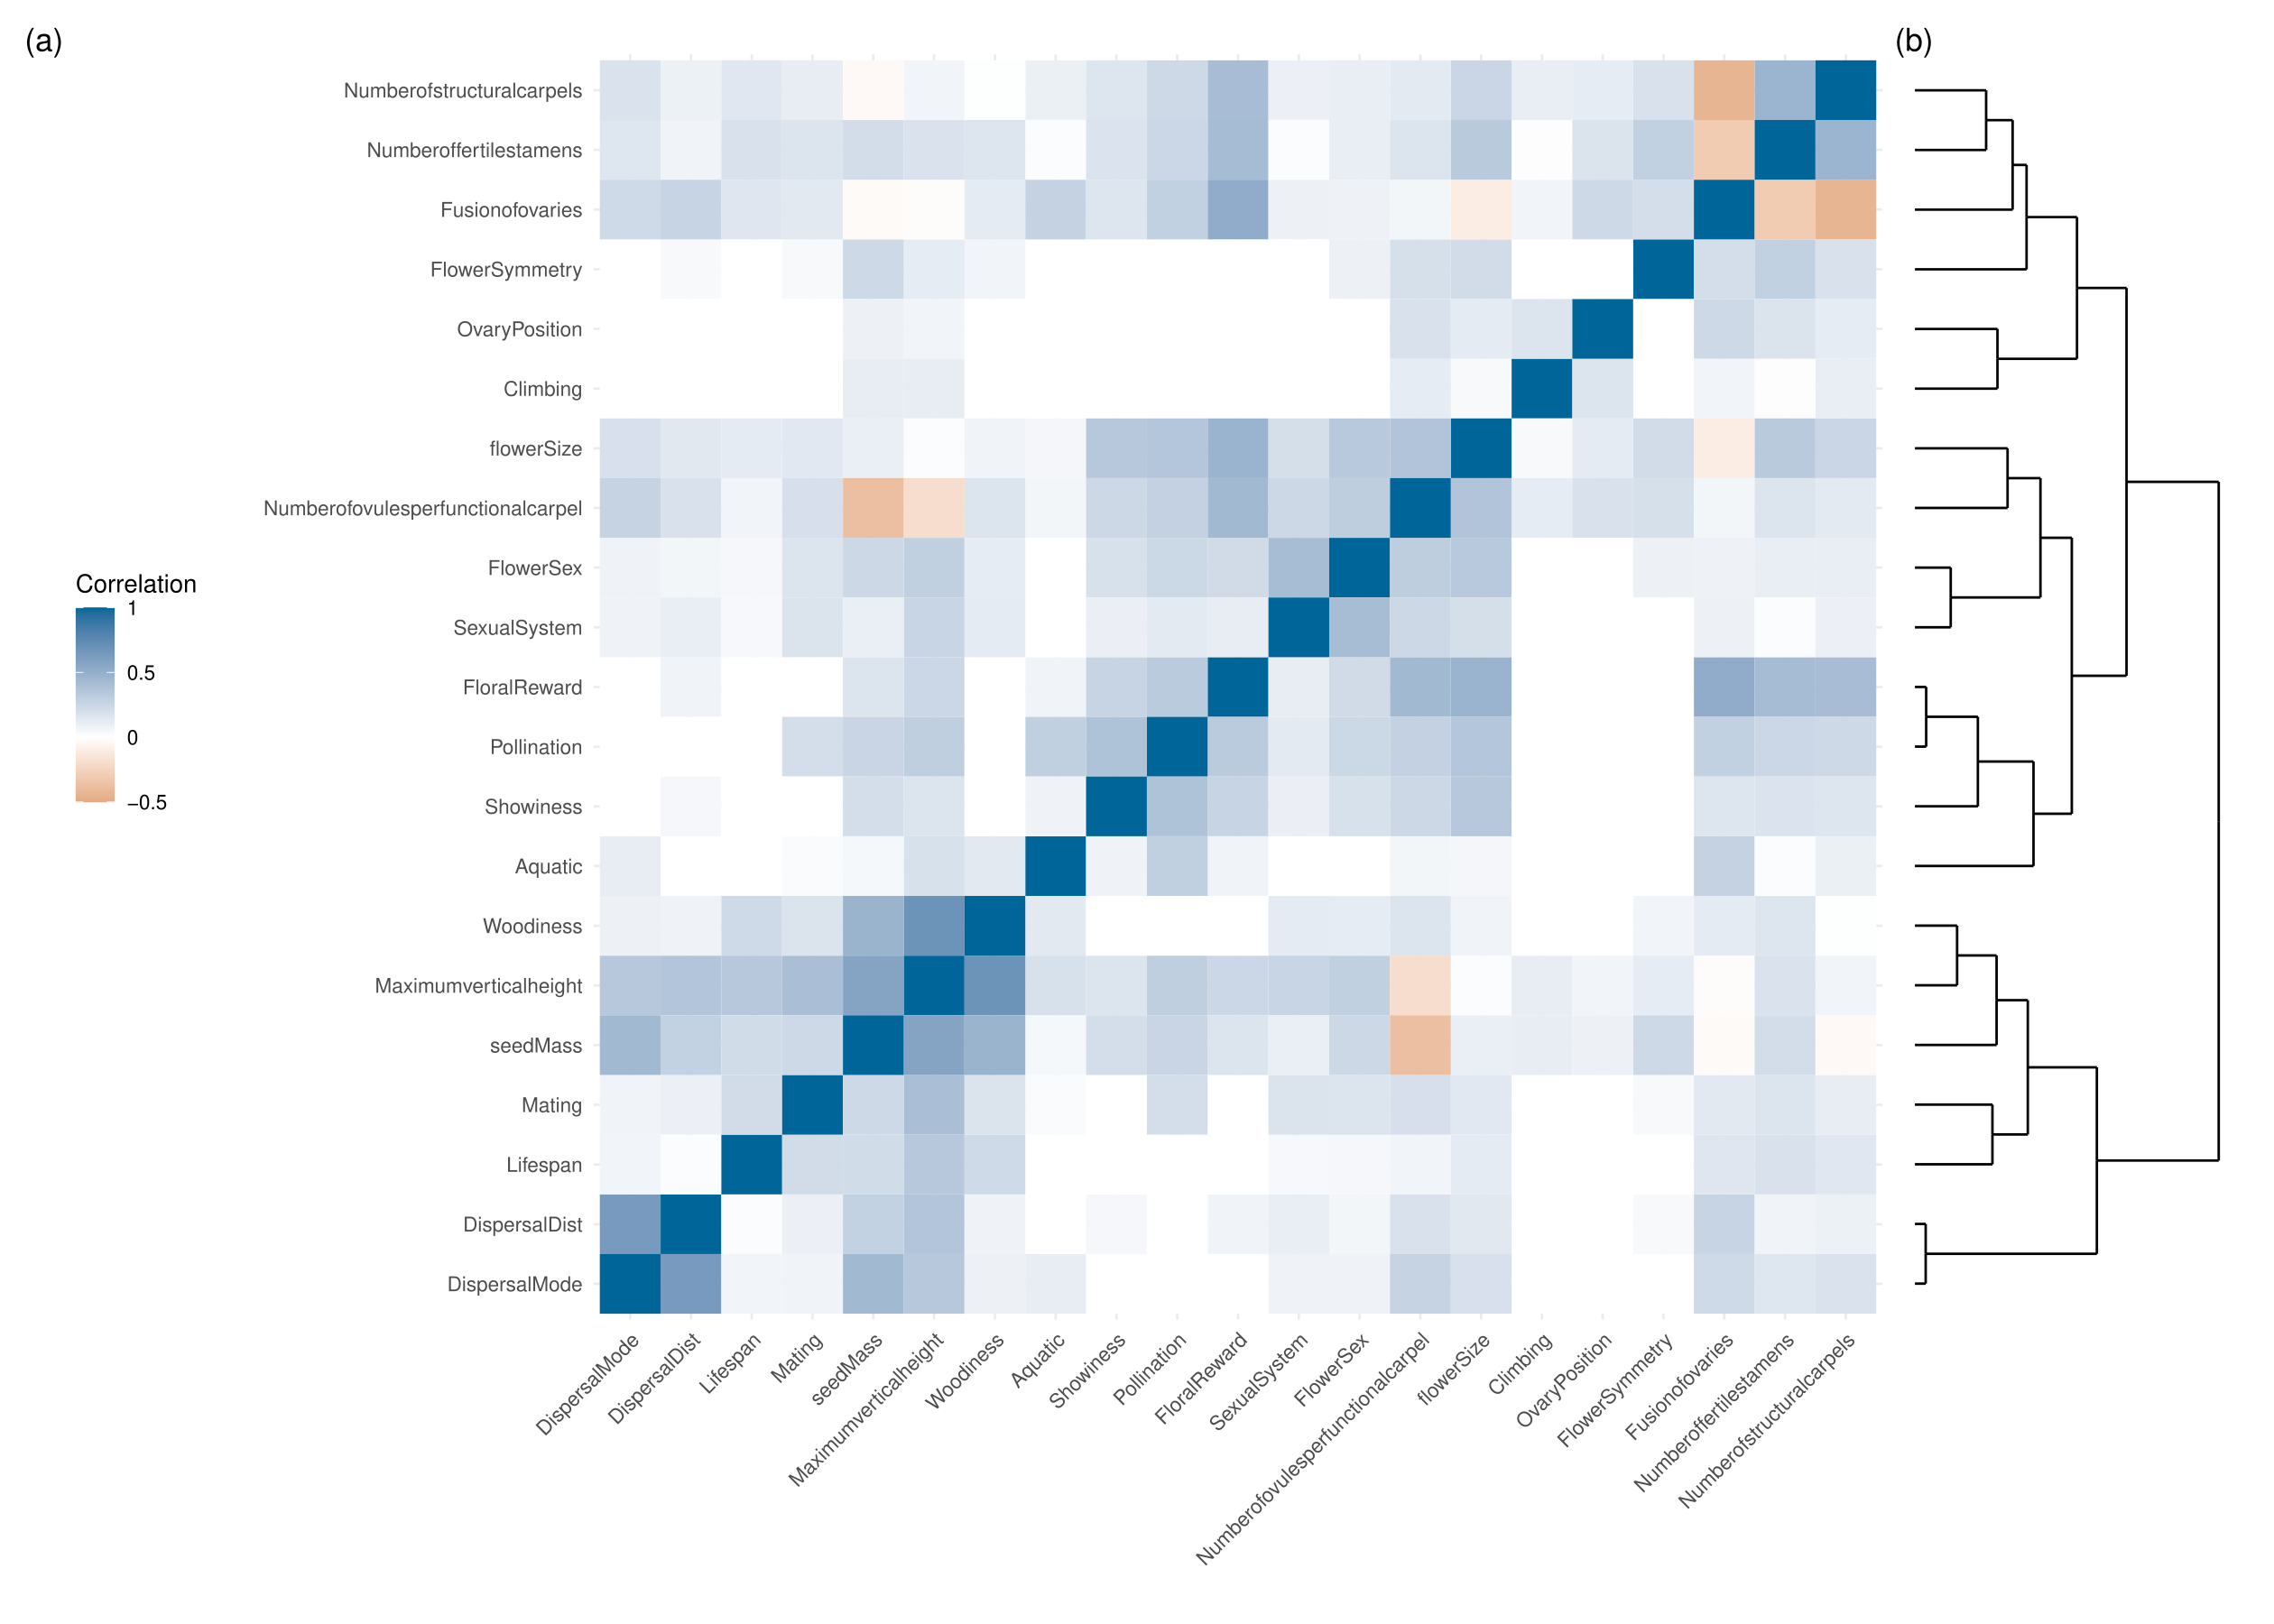 (a)
(b)
Numberofstructuralcarpels
Numberoffertilestamens
Fusionofovaries
FlowerSymmetry
OvaryPosition
Climbing
flowerSize
Numberofovulesperfunctionalcarpel
FlowerSex
SexualSystem
FloralReward
Pollination
Showiness
Aquatic
Woodiness
Maximumverticalheight
seedMass
Mating
Lifespan
DispersalDist
DispersalMode
Correlation
1
0.5
0
−0.5
DispersalMode
DispersalDist
Lifespan
Mating
seedMass
Maximumverticalheight
Woodiness
Aquatic
Showiness
Pollination
FloralReward
SexualSystem
FlowerSex
Numberofovulesperfunctionalcarpel
flowerSize
Climbing
OvaryPosition
FlowerSymmetry
Fusionofovaries
Numberoffertilestamens
Numberofstructuralcarpels